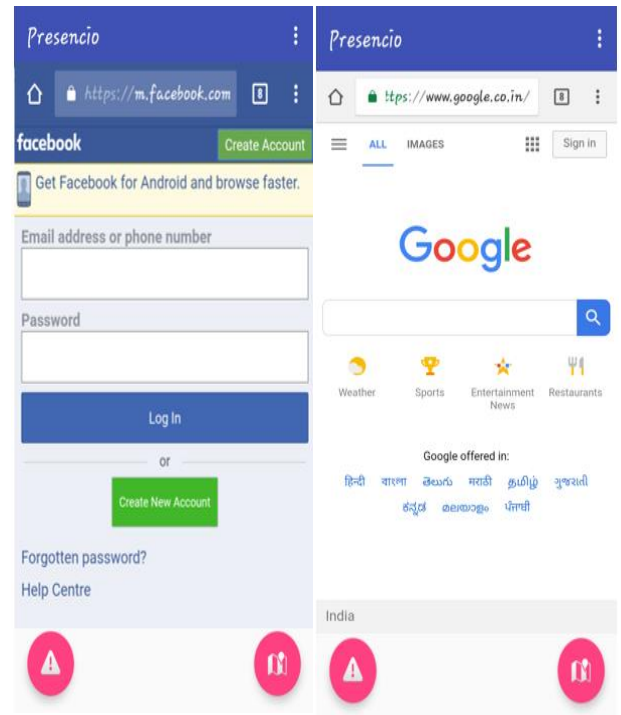 Presencio
https://m.facebook.com
8
facebook
Create Account
Get Facebook for Android and browse faster.
Email address or phone number
Password
Log In
or
Create New Account
Forgotten password?
Help Centre
Presencio
ttps://www.google.co.in/
8
ALL IMAGES
Sign in
Google
Weather Sports Entertainment Restaurants
News
Google offered in:
हिन्दी বাংলা తెలుగు मराठी தமிழ் ગુજરાતી
ಕನ್ನಡ മലയാളം ਪੰਜਾਬੀ
India